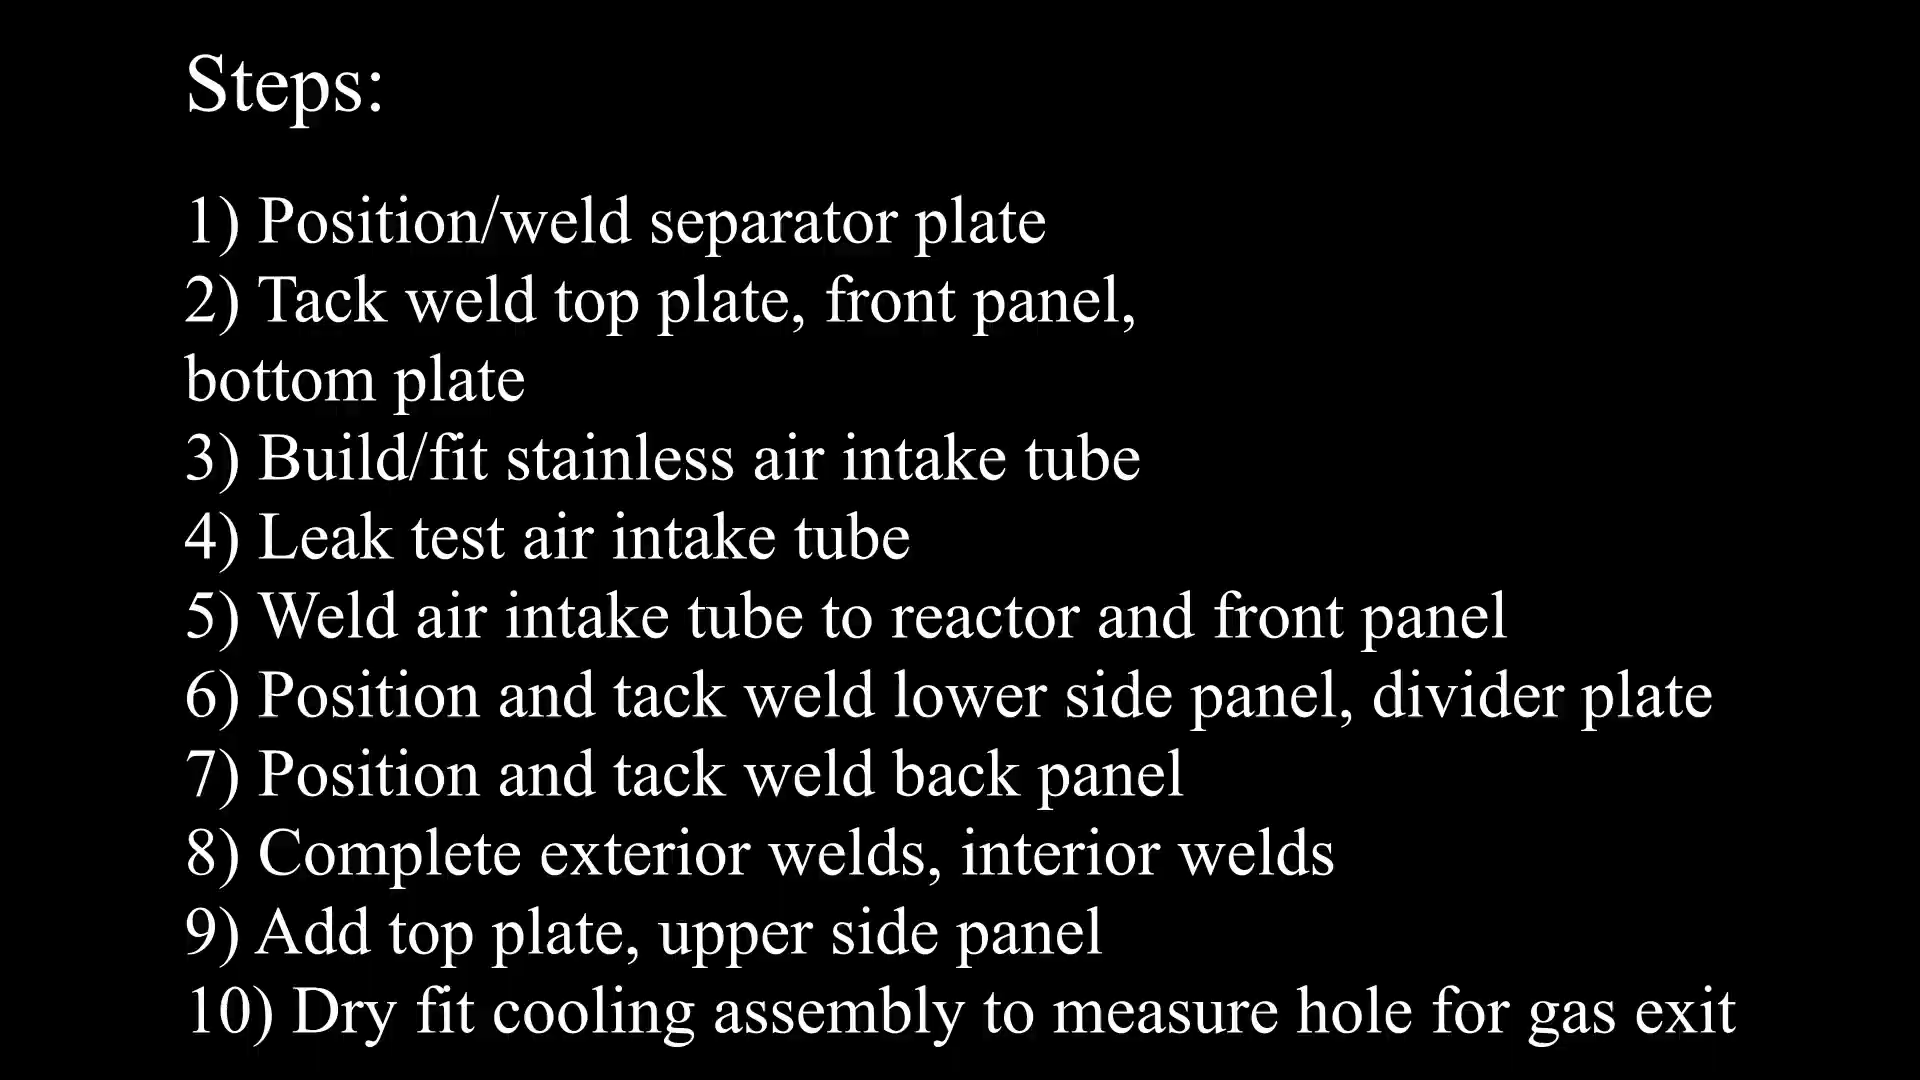 Steps:
1) Position/weld separator plate
2) Tack weld top plate, front panel,
bottom plate
3) Build/fit stainless air intake tube
4) Leak test air intake tube
5) Weld air intake tube to reactor and front panel
6) Position and tack weld lower side panel, divider plate
7) Position and tack weld back panel
8) Complete exterior welds, interior welds
9) Add top plate, upper side panel
10) Dry fit cooling assembly to measure hole for gas exit